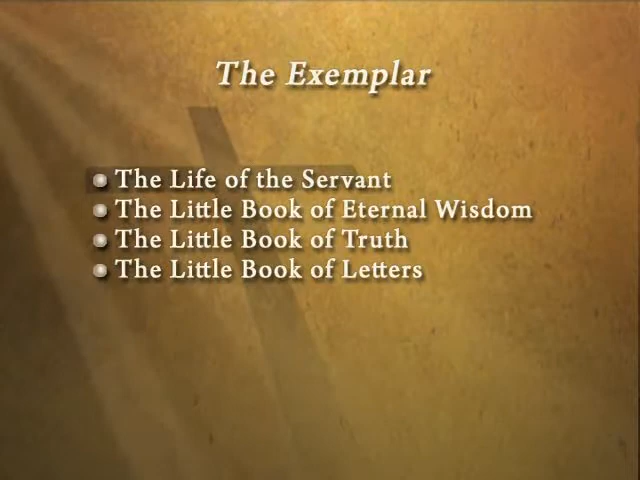 The Exemplar
The Life of the Servant
The Little Book of Eternal Wisdom
The Little Book of Truth
The Little Book of Letters